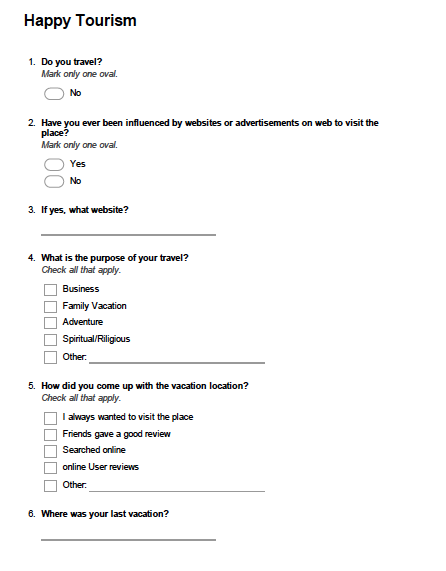 Happy Tourism
1. Do you travel?
Mark only one oval.
No
2. Have you ever been influenced by websites or advertisements on web to visit the
place?
Mark only one oval.
Yes
No
3. If yes, what website?
4. What is the purpose of your travel?
Check all that apply.
Business
Family Vacation
Adventure
Spiritual/Riligious
Other:
5. How did you come up with the vacation location?
Check all that apply.
I always wanted to visit the place
Friends gave a good review
Searched online
online User reviews
Other:
6. Where was your last vacation?